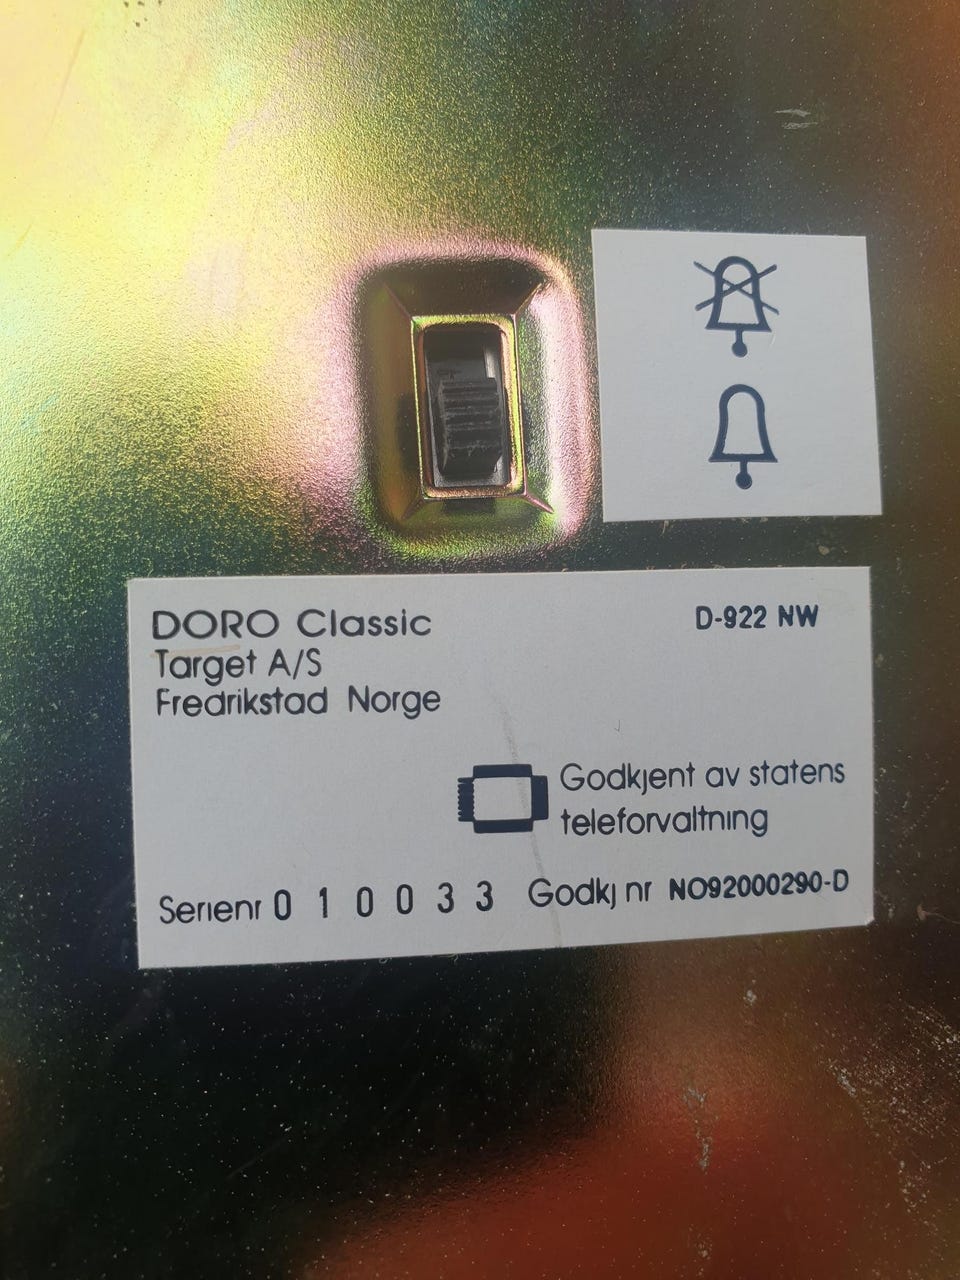 DORO Classic
D-922 NW
Target A/S
Fredrikstad Norge
Godkjent av statens
teleforvaltning
Serienr 0 1 0 0 3 3
Godkj nr NO92000290-D